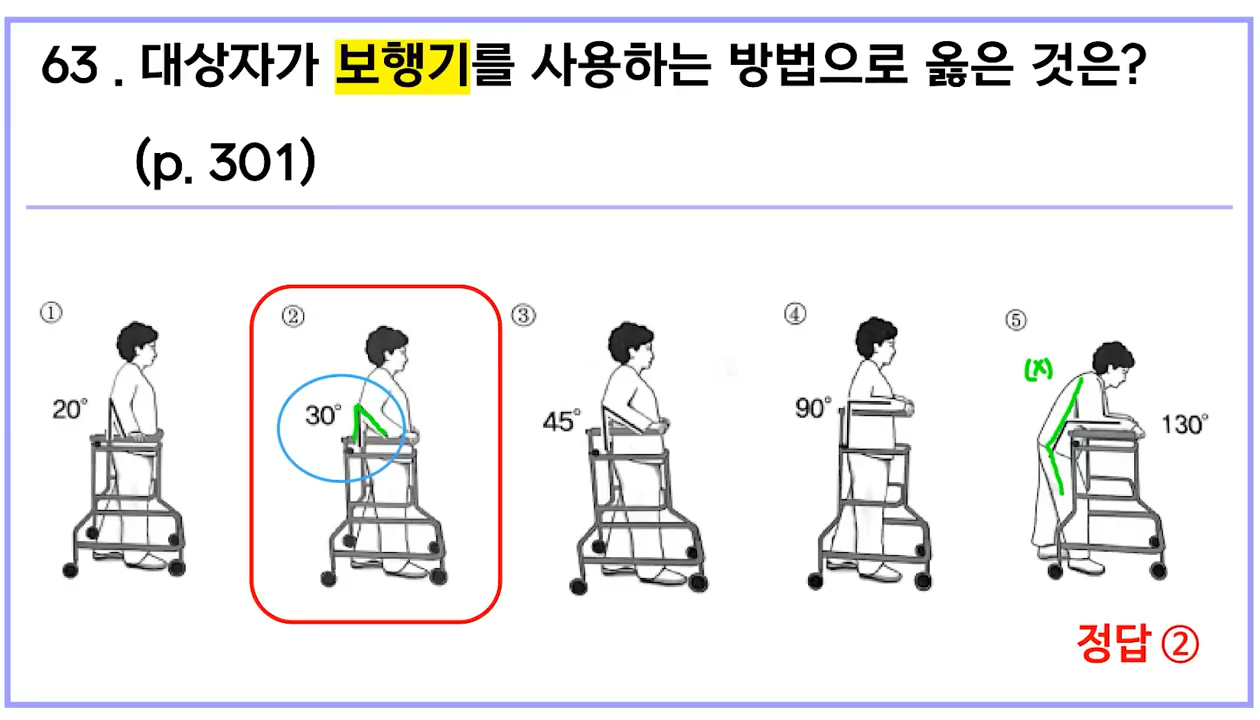 63 . 대상자가 보행기를 사용하는 방법으로 옳은 것은?
(p. 301)
① ② ③ ④ ⑤
(X)
20° 30° 45° 90° 130°
정답 ②